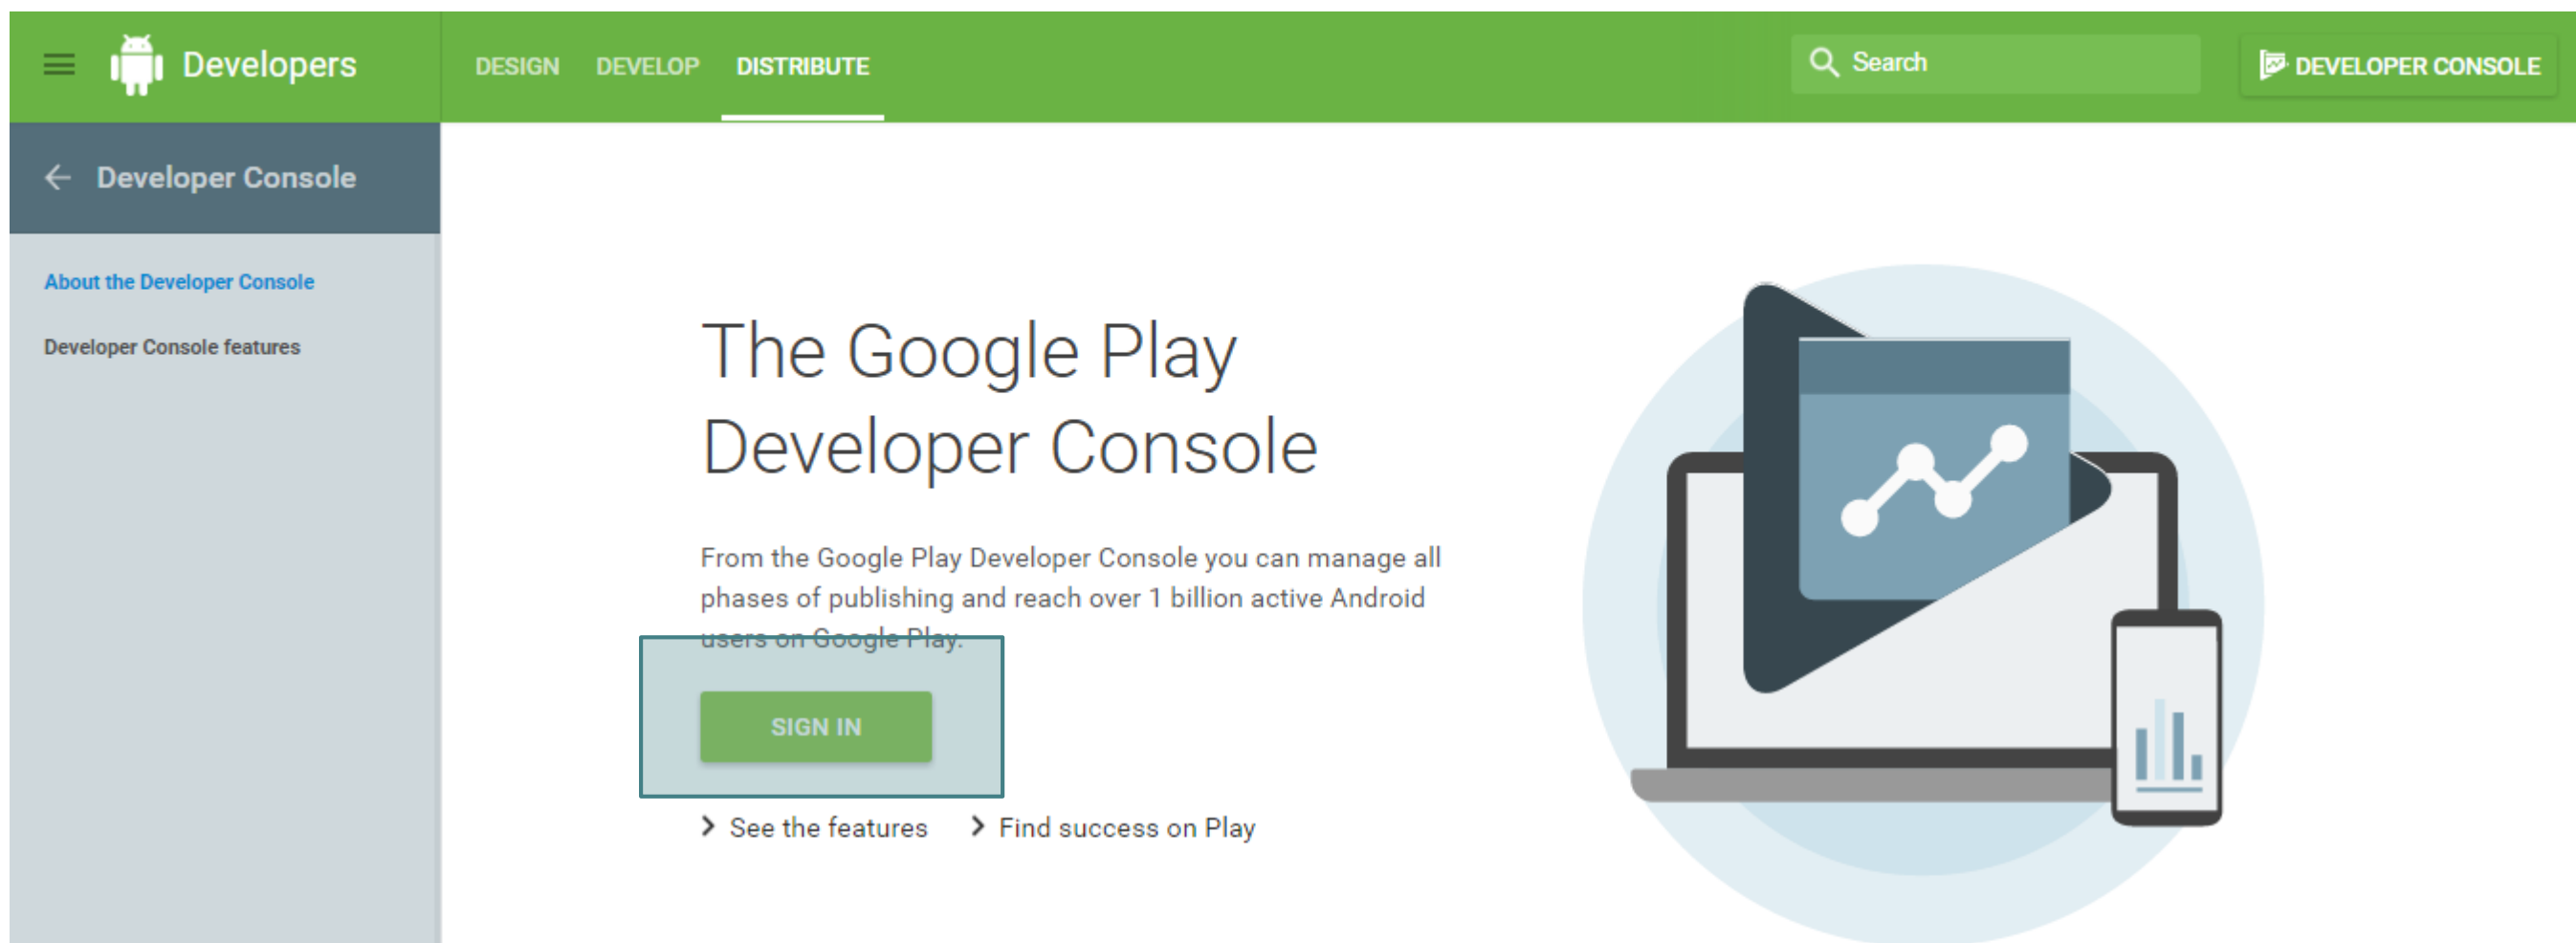 Developers
DESIGN DEVELOP DISTRIBUTE
Search
DEVELOPER CONSOLE
Developer Console
About the Developer Console
Developer Console features
The Google Play
Developer Console
From the Google Play Developer Console you can manage all
phases of publishing and reach over 1 billion active Android
users on Google Play.
SIGN IN
See the features Find success on Play